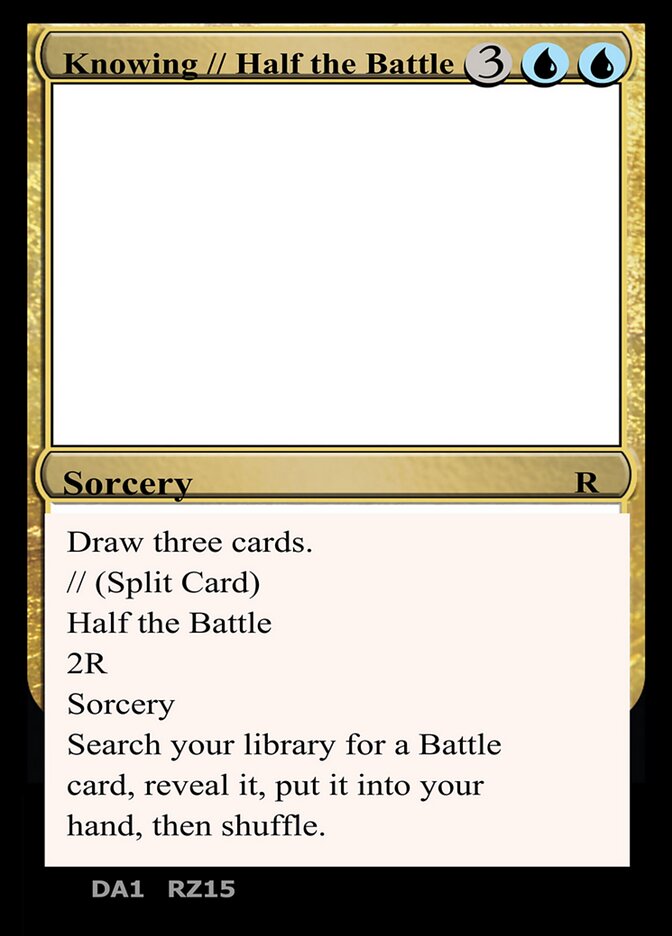 Knowing // Half the Battle 3
Sorcery R
Draw three cards.
// (Split Card)
Half the Battle
2R
Sorcery
Search your library for a Battle
card, reveal it, put it into your
hand, then shuffle.
DA1 RZ15